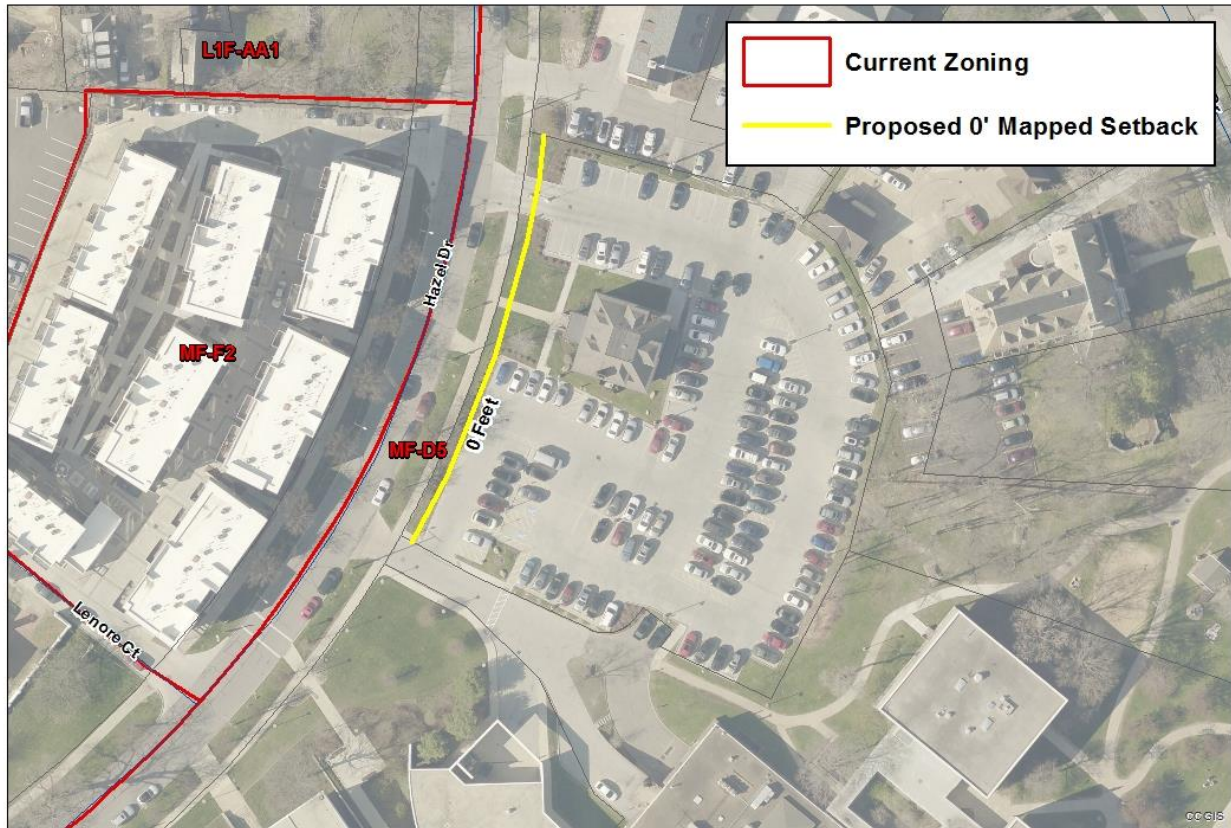 L1F-AA1
Current Zoning
Proposed 0' Mapped Setback
Hazel Dr
MF-F2
0 Feet
MF-D5
Lenore Ct
CCGIS